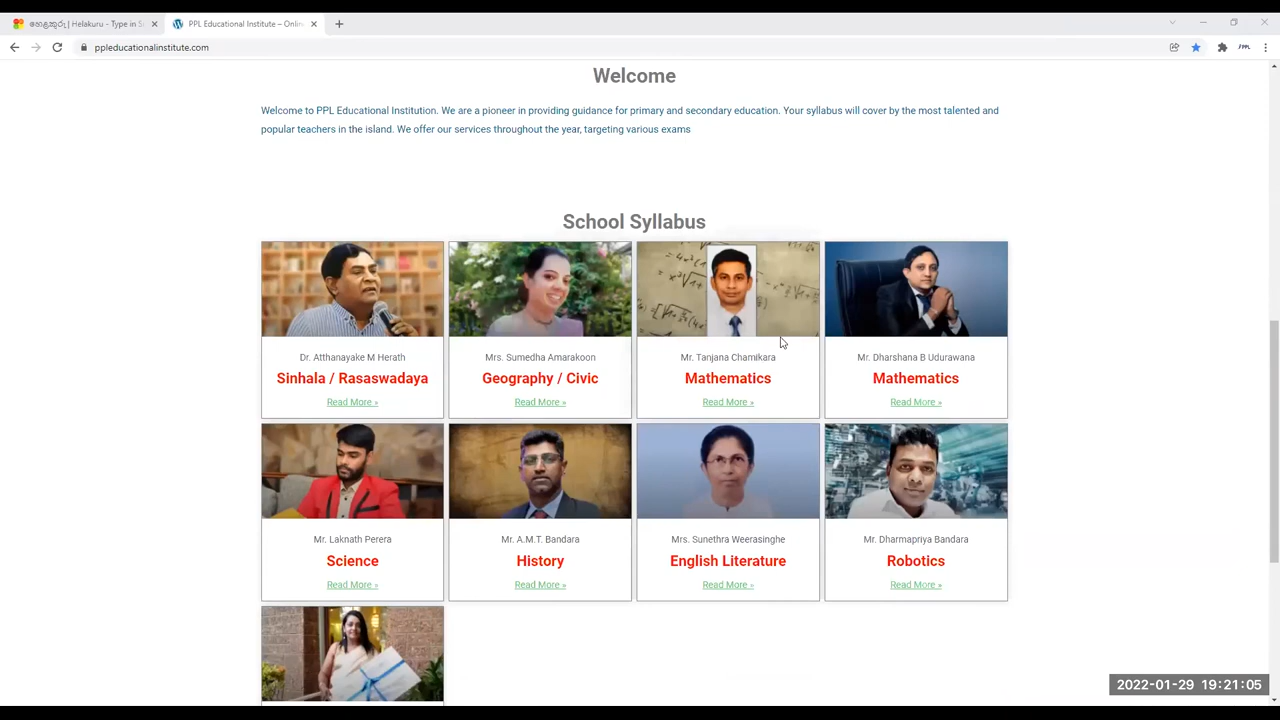 හෙළකුරු | Helakuru - Type in S
PPL Educational Institute – Onlin
ppleducationalinstitute.com
PPL
Welcome
Welcome to PPL Educational Institution. We are a pioneer in providing guidance for primary and secondary education. Your syllabus will cover by the most talented and
popular teachers in the island. We offer our services throughout the year, targeting various exams
School Syllabus
Dr. Atthanayake M Herath
Sinhala / Rasaswadaya
Read More »
Mrs. Sumedha Amarakoon
Geography / Civic
Read More »
Mr. Tanjana Chamikara
Mathematics
Read More »
Mr. Dharshana B Udurawana
Mathematics
Read More »
Mr. Laknath Perera
Science
Read More »
Mr. A.M.T. Bandara
History
Read More »
Mrs. Sunethra Weerasinghe
English Literature
Read More »
Mr. Dharmapriya Bandara
Robotics
Read More »
2022-01-29 19:21:05